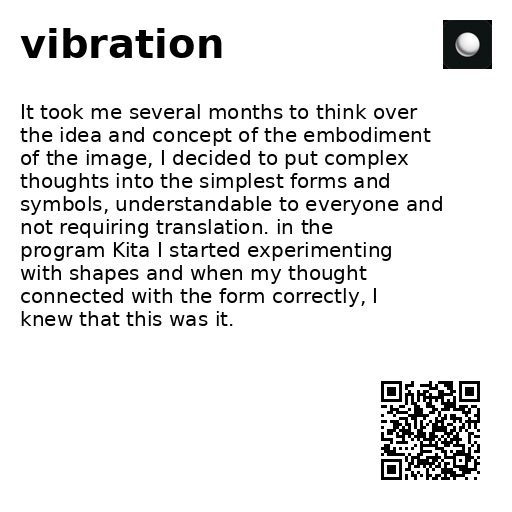 vibration
It took me several months to think over
the idea and concept of the embodiment
of the image, I decided to put complex
thoughts into the simplest forms and
symbols, understandable to everyone and
not requiring translation. in the
program Kita I started experimenting
with shapes and when my thought
connected with the form correctly, I
knew that this was it.